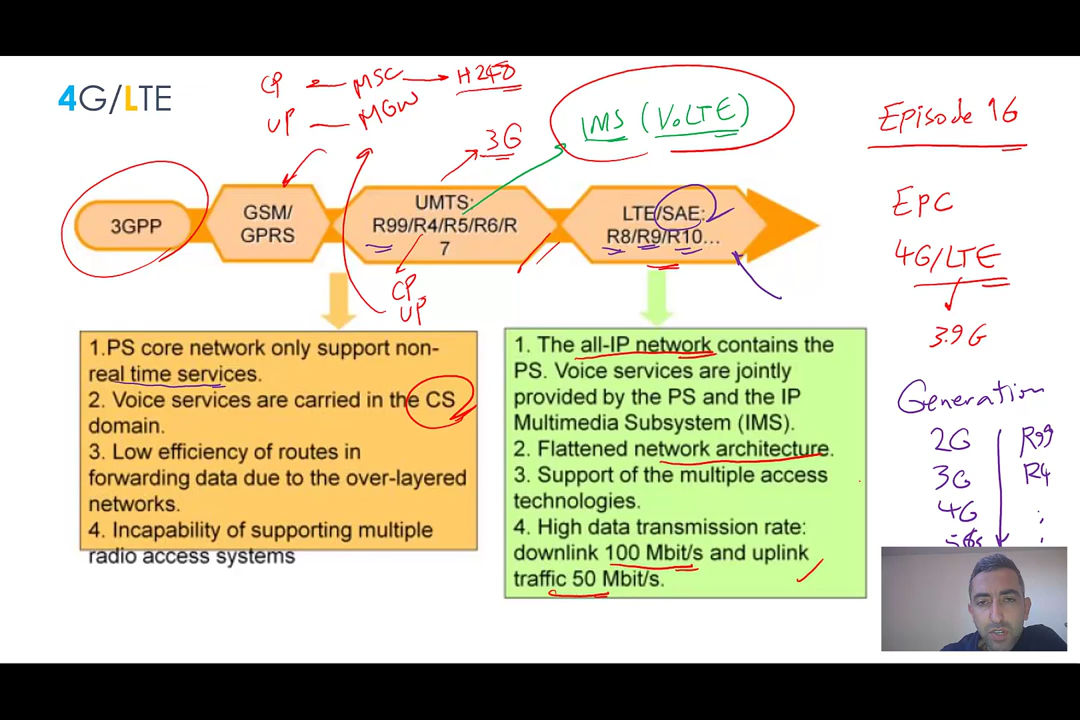 4G/LTE
CP ← MSC → H248
UP — MGW
3G
IMS (VoLTE)
Episode 16
3GPP
GSM/
GPRS
UMTS:
R99/R4/R5/R6/R
7
LTE/SAE:
R8/R9/R10...
EPC
4G/LTE
3.9G
CP
UP
1.PS core network only support non-
real time services.
2. Voice services are carried in the CS
domain.
3. Low efficiency of routes in
forwarding data due to the over-layered
networks.
4. Incapability of supporting multiple
radio access systems
1. The all-IP network contains the
PS. Voice services are jointly
provided by the PS and the IP
Multimedia Subsystem (IMS).
2. Flattened network architecture.
3. Support of the multiple access
technologies.
4. High data transmission rate:
downlink 100 Mbit/s and uplink
traffic 50 Mbit/s.
Generation
2G R99
3G R4
4G